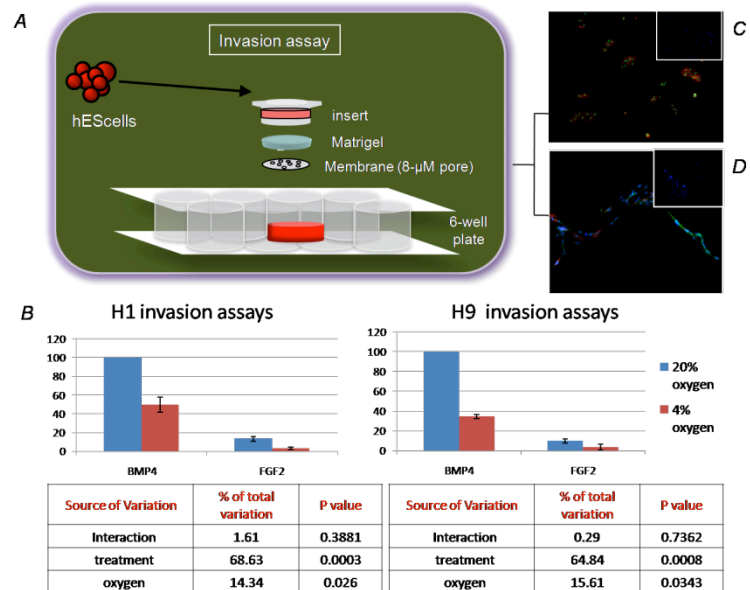 A
Invasion assay
hEScells
insert
Matrigel
Membrane (8-µM pore)
6-well
plate
C
D
B
H1 invasion assays
120
100
80
60
40
20
0
BMP4 FGF2
H9 invasion assays
120
100
80
60
40
20
0
BMP4 FGF2
20%
oxygen
4%
oxygen
Source of Variation % of total variation P value
Interaction 1.61 0.3881
treatment 68.63 0.0003
oxygen 14.34 0.026
Source of Variation % of total variation P value
Interaction 0.29 0.7362
treatment 64.84 0.0008
oxygen 15.61 0.0343